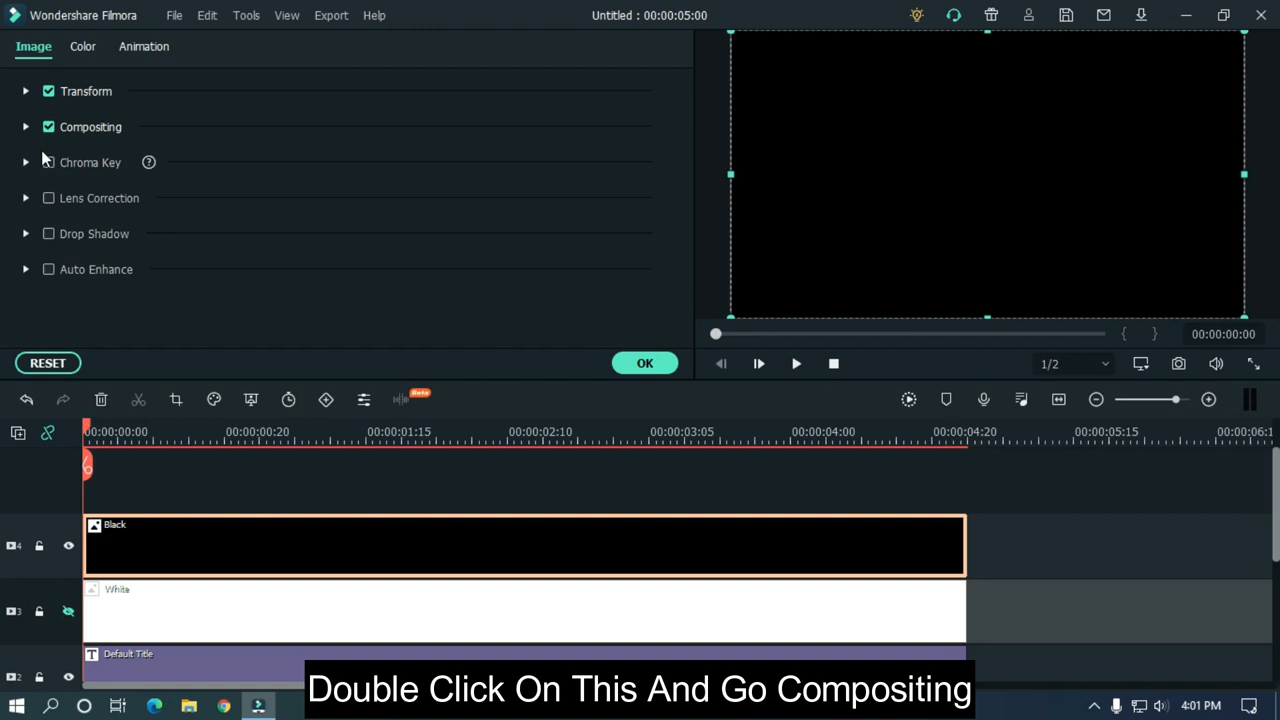 Wondershare Filmora File Edit Tools View Export Help Untitled : 00:00:05:00
Image Color Animation
Transform
Compositing
Chroma Key ?
Lens Correction
Drop Shadow
Auto Enhance
RESET OK
00:00:00:00
1/2
Beta
00:00:00:00 00:00:00:20 00:00:01:15 00:00:02:10 00:00:03:05 00:00:04:00 00:00:04:20 00:00:05:15 00:00:06:1
4 Black
3 White
2 T Default Title
Double Click On This And Go Compositing
4:01 PM